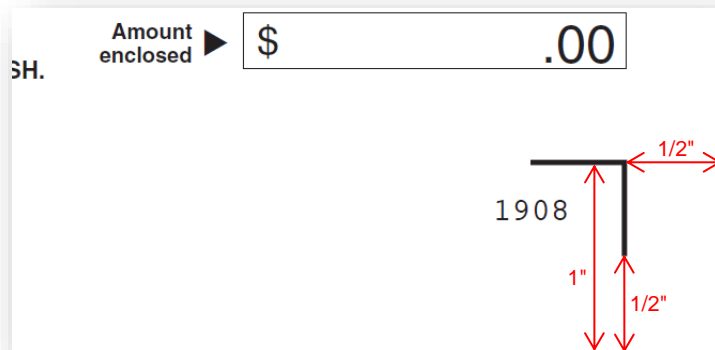 Amount
enclosed ▶ $ .00
SH.
1/2"
1908
1"
1/2"